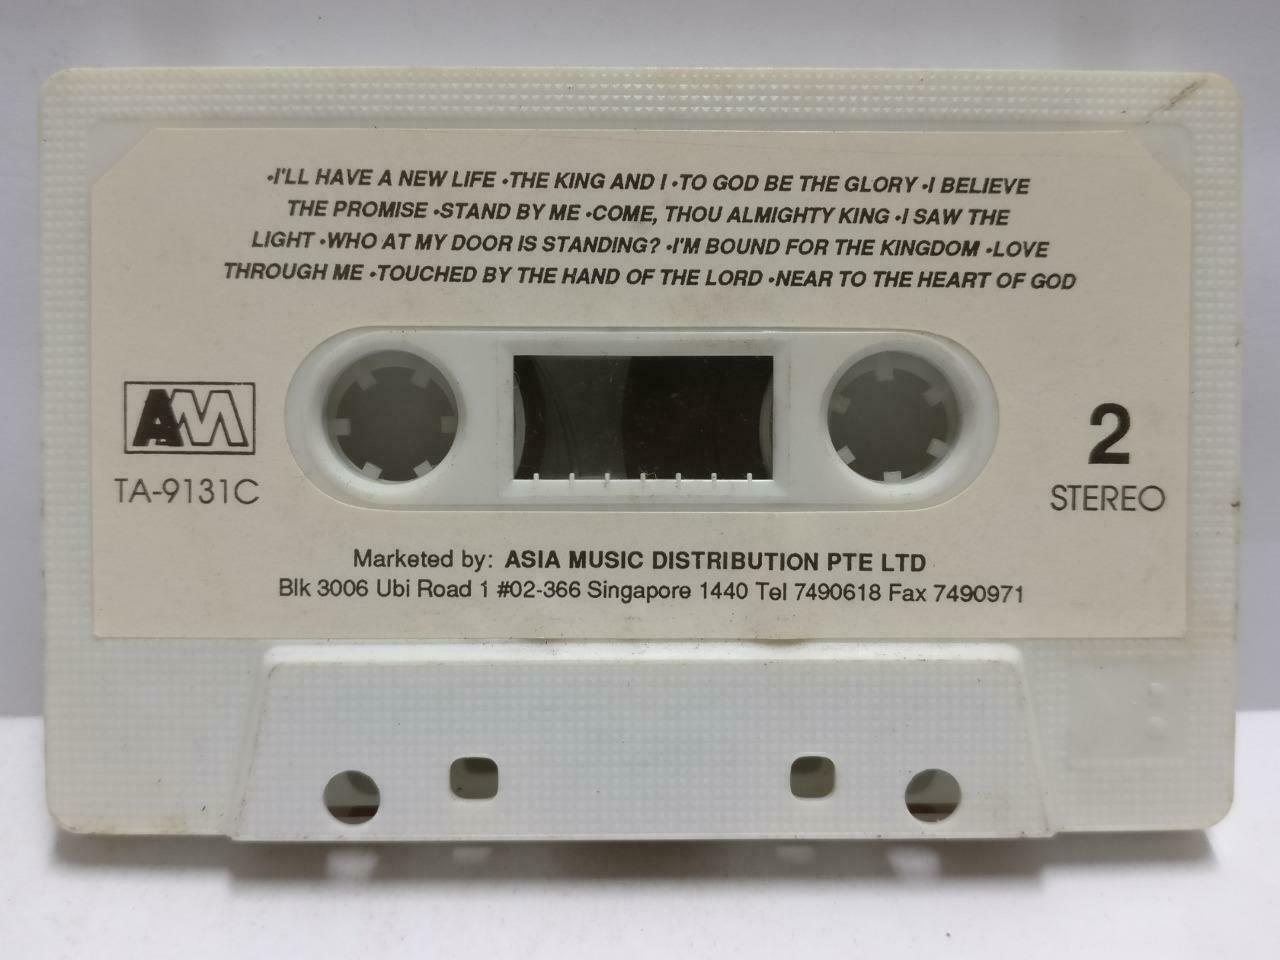 •I'LL HAVE A NEW LIFE •THE KING AND I •TO GOD BE THE GLORY •I BELIEVE
THE PROMISE •STAND BY ME •COME, THOU ALMIGHTY KING •I SAW THE
LIGHT •WHO AT MY DOOR IS STANDING? •I'M BOUND FOR THE KINGDOM •LOVE
THROUGH ME •TOUCHED BY THE HAND OF THE LORD •NEAR TO THE HEART OF GOD
AM
TA-9131C
2
STEREO
Marketed by: ASIA MUSIC DISTRIBUTION PTE LTD
Blk 3006 Ubi Road 1 #02-366 Singapore 1440 Tel 7490618 Fax 7490971